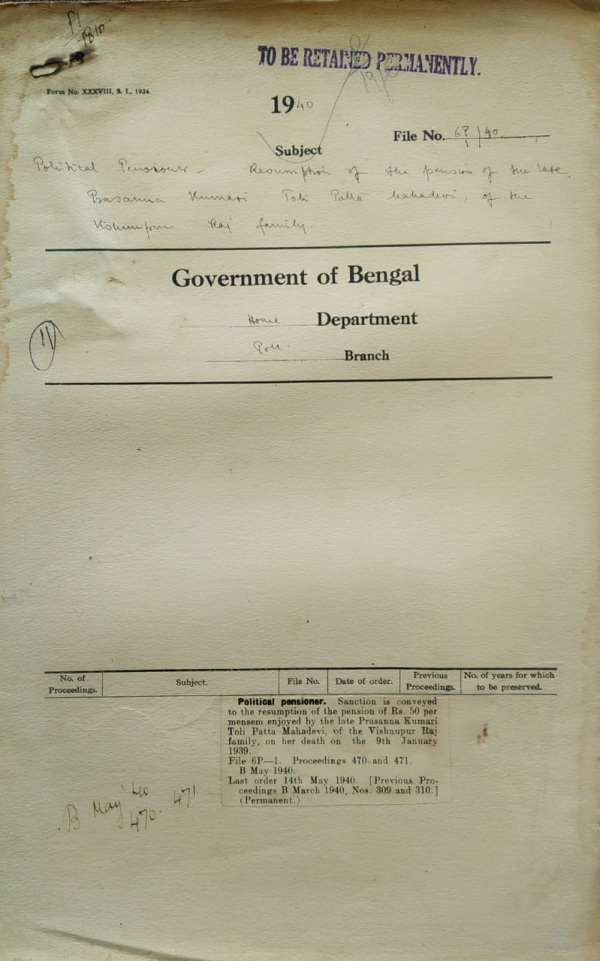 P1
1810
TO BE RETAINED PERMANENTLY.
Form No. XXXVIII, S. I., 1924.
1940
File No. 6P/40
Subject
Political Pensioner - Resumption of the pension of the late
Prasanna Kumari Toli Patta Mahadevi, of the
Vishnupur Raj family.
Government of Bengal
Home Department
Poll. Branch
No. of Proceedings.
Subject.
File No.
Date of order.
Previous Proceedings.
No. of years for which to be preserved.
Political pensioner. Sanction is conveyed
to the resumption of the pension of Rs. 50 per
mensem enjoyed by the late Prasanna Kumari
Toli Patta Mahadevi, of the Vishnupur Raj
family, on her death on the 9th January
1939.
File 6P—1. Proceedings 470 and 471.
B May 1940.
Last order 14th May 1940. [Previous Pro-
ceedings B March 1940, Nos. 309 and 310.]
(Permanent.)
B May '40
470 - 471